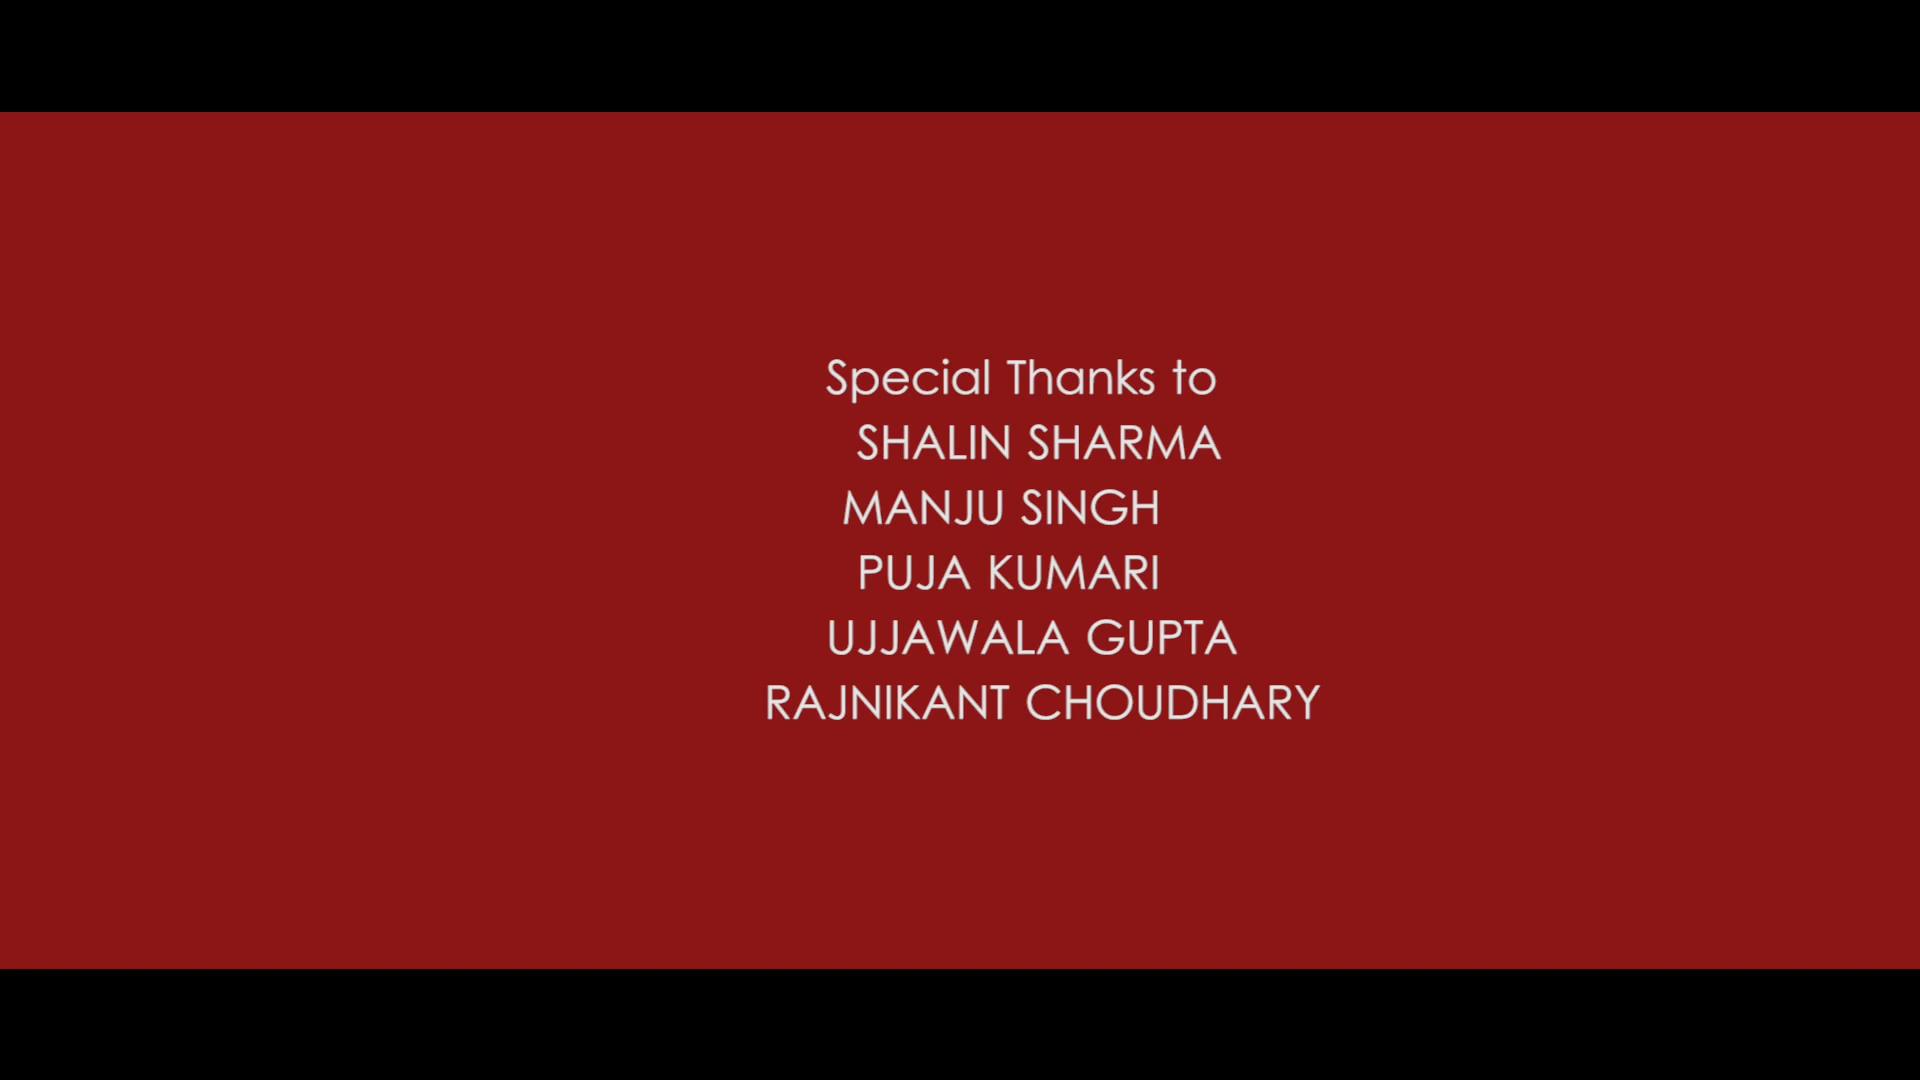 Special Thanks to
SHALIN SHARMA
MANJU SINGH
PUJA KUMARI
UJJAWALA GUPTA
RAJNIKANT CHOUDHARY